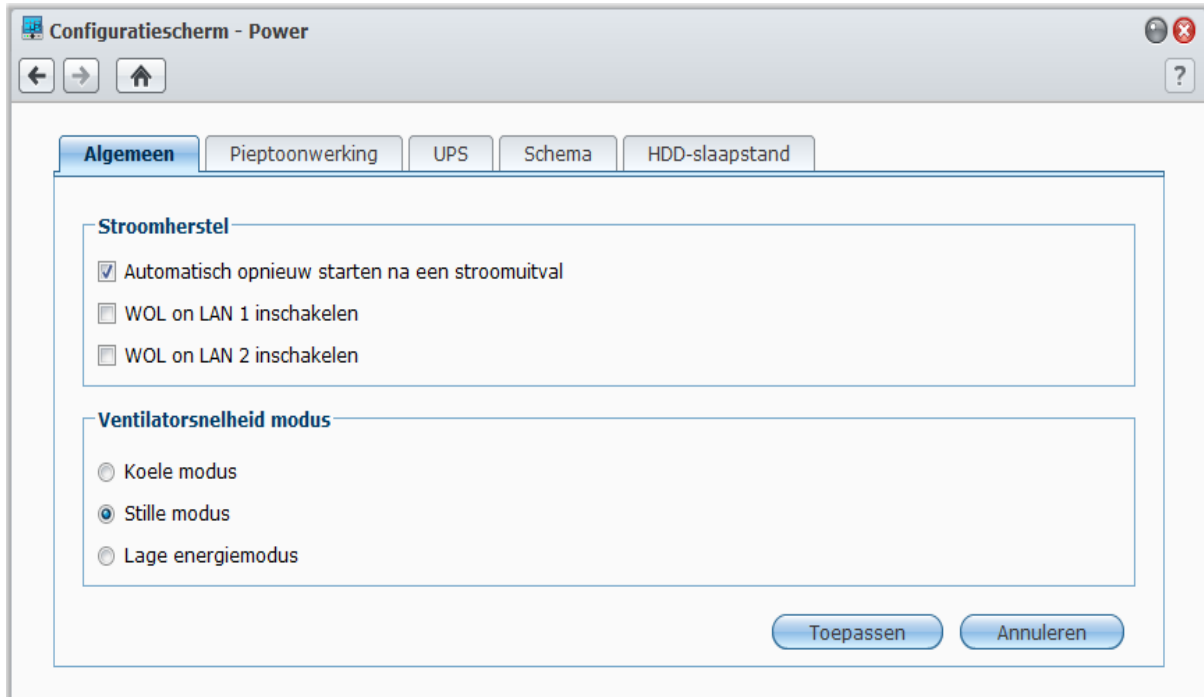 Configuratiescherm - Power
?
Algemeen Pieptoonwerking UPS Schema HDD-slaapstand
Stroomherstel
Automatisch opnieuw starten na een stroomuitval
WOL on LAN 1 inschakelen
WOL on LAN 2 inschakelen
Ventilatorsnelheid modus
Koele modus
Stille modus
Lage energiemodus
Toepassen Annuleren